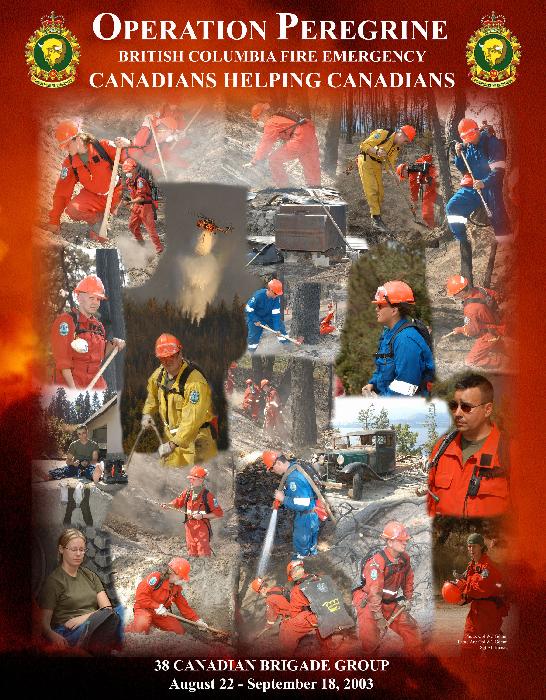 OPERATION PEREGRINE
BRITISH COLUMBIA FIRE EMERGENCY
CANADIANS HELPING CANADIANS
38 CANADIAN BRIGADE GROUP
August 22 - September 18, 2003